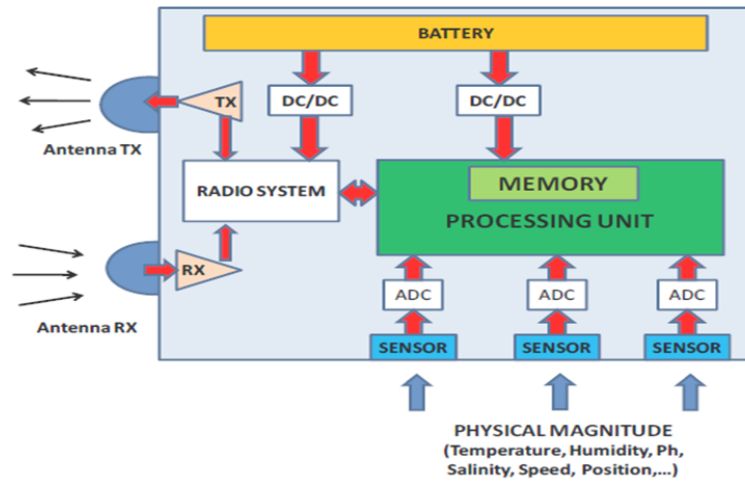 BATTERY
TX
DC/DC
DC/DC
Antenna TX
RADIO SYSTEM
MEMORY
PROCESSING UNIT
RX
ADC
ADC
ADC
Antenna RX
SENSOR
SENSOR
SENSOR
PHYSICAL MAGNITUDE
(Temperature, Humidity, Ph,
Salinity, Speed, Position,...)